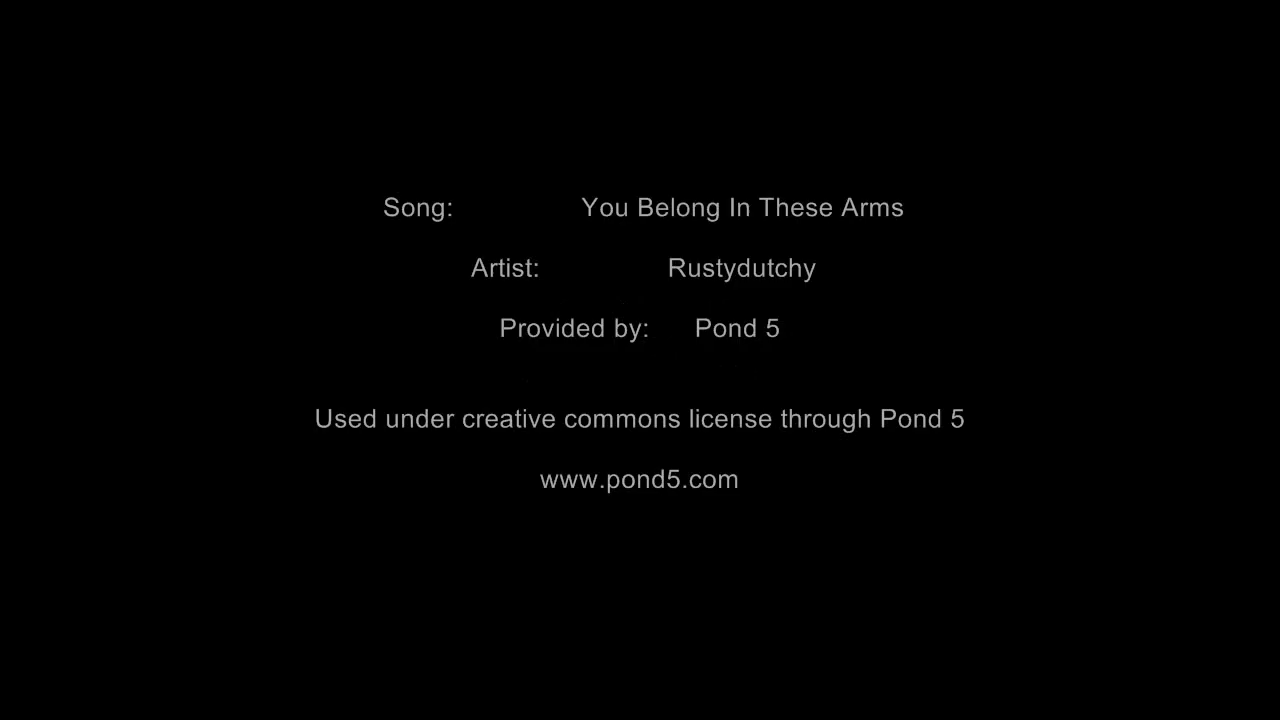 Song: You Belong In These Arms
Artist: Rustydutchy
Provided by: Pond 5
Used under creative commons license through Pond 5
www.pond5.com